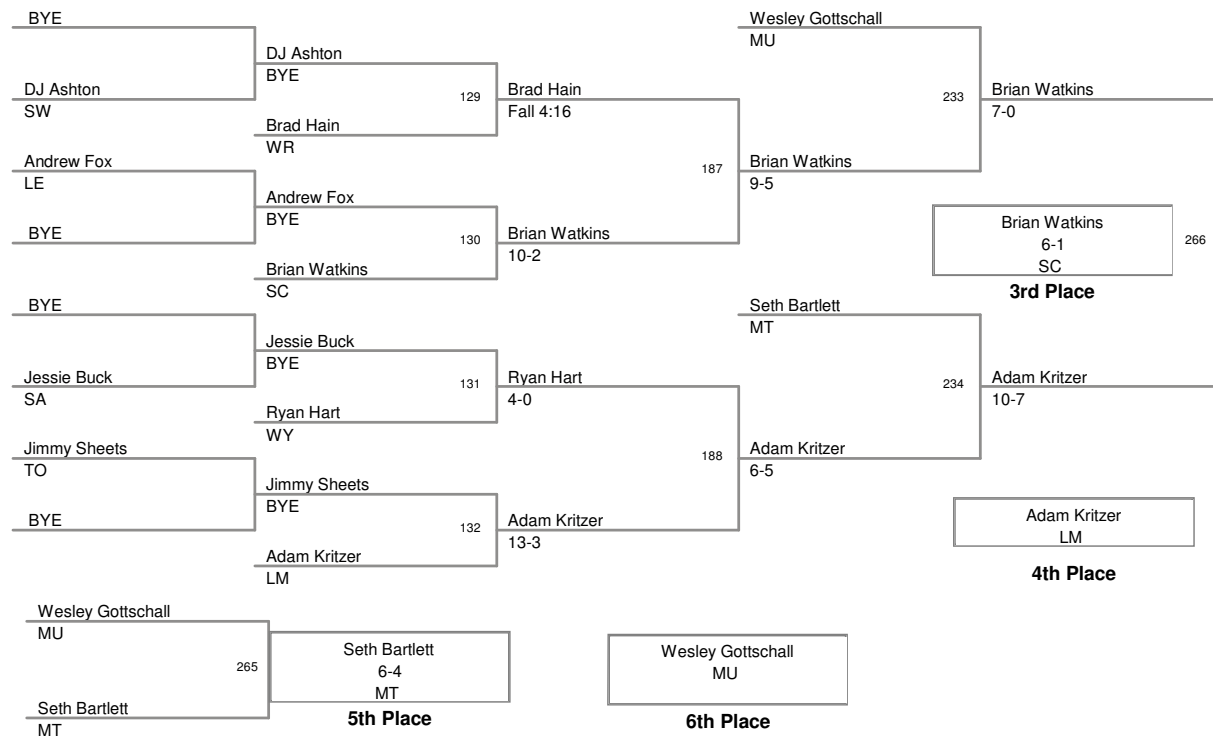 BYE
DJ Ashton
SW
Andrew Fox
LE
BYE
BYE
Jessie Buck
SA
Jimmy Sheets
TO
BYE
DJ Ashton
BYE
129
Brad Hain
WR
Andrew Fox
BYE
130
Brian Watkins
SC
Jessie Buck
BYE
131
Ryan Hart
WY
Jimmy Sheets
BYE
132
Adam Kritzer
LM
Brad Hain
Fall 4:16
187
Brian Watkins
10-2
Ryan Hart
4-0
188
Adam Kritzer
13-3
Wesley Gottschall
MU
233
Brian Watkins
9-5
Seth Bartlett
MT
234
Adam Kritzer
6-5
Brian Watkins
7-0
Brian Watkins
6-1
SC
266
3rd Place
Adam Kritzer
10-7
Adam Kritzer
LM
4th Place
Wesley Gottschall
MU
265
Seth Bartlett
MT
Seth Bartlett
6-4
MT
5th Place
Wesley Gottschall
MU
6th Place